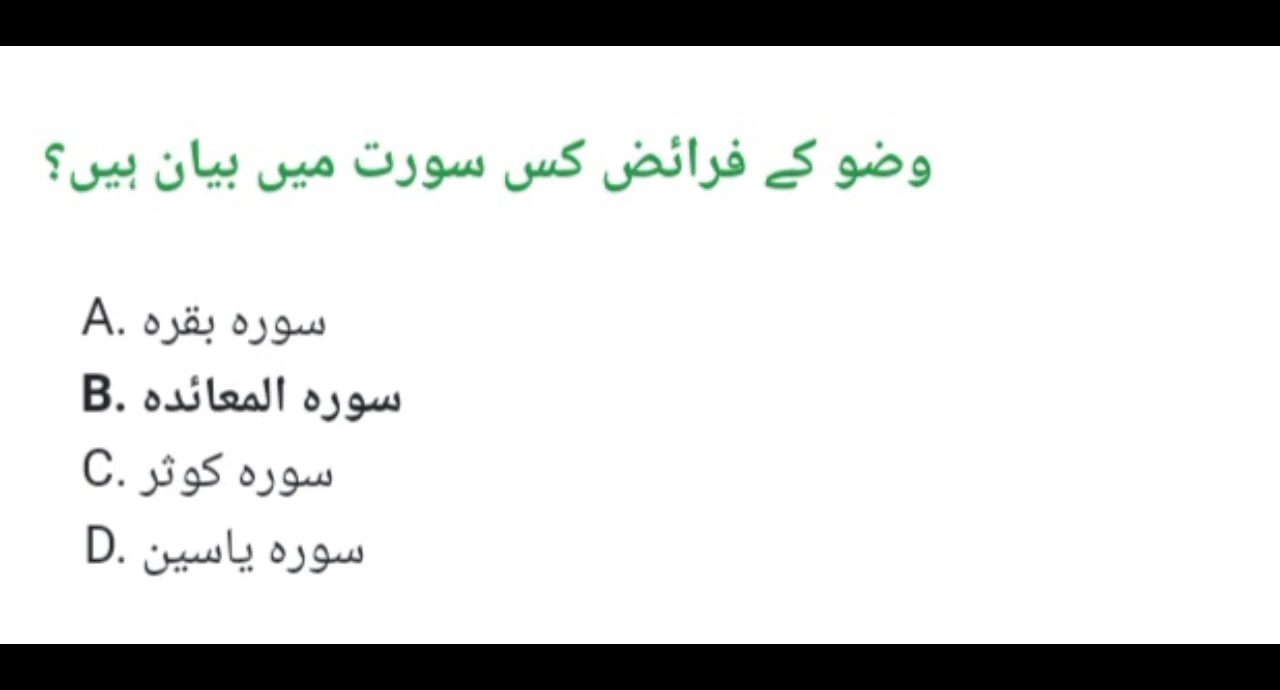 وضو کے فرائض کس سورت میں بیان ہیں؟
A. سورہ بقرہ
B. سورہ المعائدہ
C. سورہ کوثر
D. سورہ یاسین